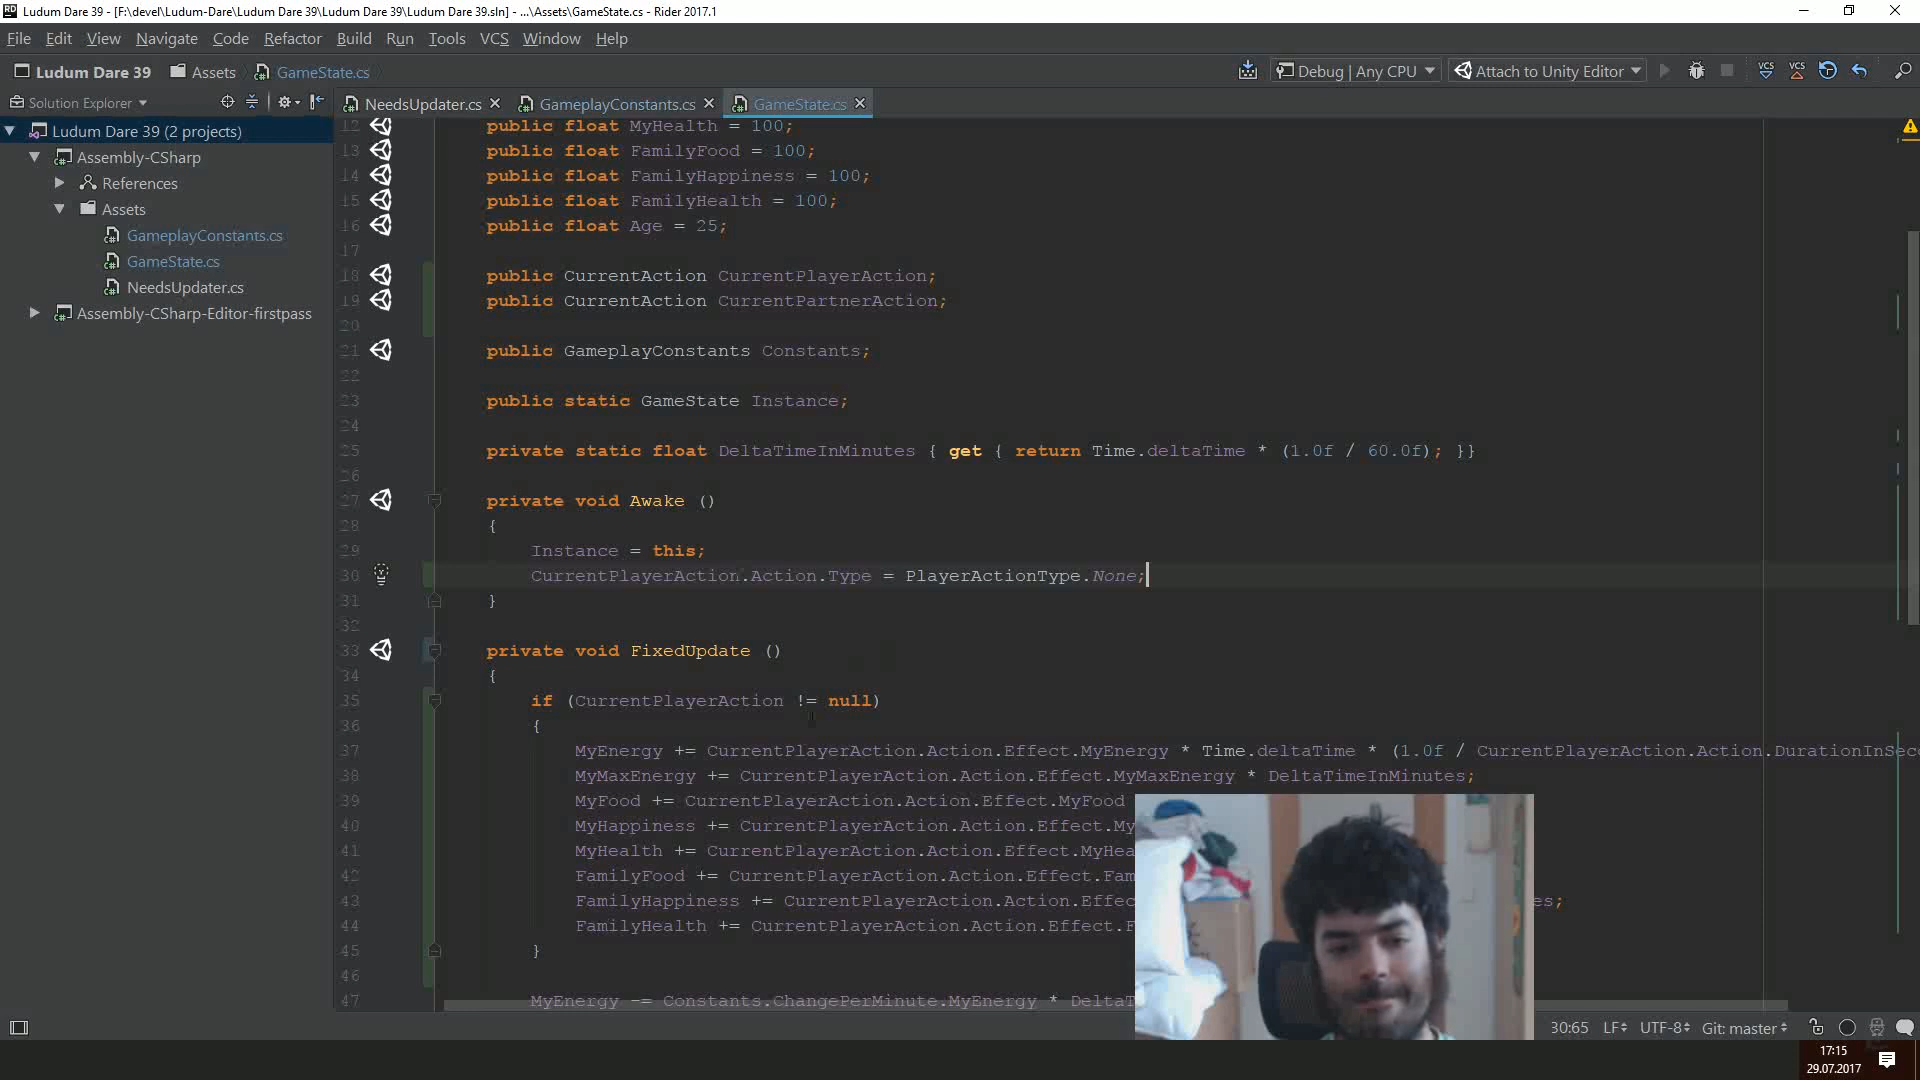 Ludum Dare 39 - [F:\devel\Ludum-Dare\Ludum Dare 39\Ludum Dare 39\Ludum Dare 39.sln] - ...\Assets\GameState.cs - Rider 2017.1
File Edit View Navigate Code Refactor Build Run Tools VCS Window Help
Ludum Dare 39 Assets GameState.cs Debug | Any CPU Attach to Unity Editor VCS VCS
Solution Explorer NeedsUpdater.cs GameplayConstants.cs GameState.cs
Ludum Dare 39 (2 projects)
Assembly-CSharp
References
Assets
GameplayConstants.cs
GameState.cs
NeedsUpdater.cs
Assembly-CSharp-Editor-firstpass
12 public float MyHealth = 100;
13 public float FamilyFood = 100;
14 public float FamilyHappiness = 100;
15 public float FamilyHealth = 100;
16 public float Age = 25;
17
18 public CurrentAction CurrentPlayerAction;
19 public CurrentAction CurrentPartnerAction;
20
21 public GameplayConstants Constants;
22
23 public static GameState Instance;
24
25 private static float DeltaTimeInMinutes { get { return Time.deltaTime * (1.0f / 60.0f); }}
26
27 private void Awake ()
28 {
29 Instance = this;
30 CurrentPlayerAction.Action.Type = PlayerActionType.None;
31 }
32
33 private void FixedUpdate ()
34 {
35 if (CurrentPlayerAction != null)
36 {
37 MyEnergy += CurrentPlayerAction.Action.Effect.MyEnergy * Time.deltaTime * (1.0f / CurrentPlayerAction.Action.DurationInSeco
38 MyMaxEnergy += CurrentPlayerAction.Action.Effect.MyMaxEnergy * DeltaTimeInMinutes;
39 MyFood += CurrentPlayerAction.Action.Effect.MyFood
40 MyHappiness += CurrentPlayerAction.Action.Effect.My
41 MyHealth += CurrentPlayerAction.Action.Effect.MyHea
42 FamilyFood += CurrentPlayerAction.Action.Effect.Fam
43 FamilyHappiness += CurrentPlayerAction.Action.Effec es;
44 FamilyHealth += CurrentPlayerAction.Action.Effect.F
45 }
46
47 MyEnergy -= Constants.ChangePerMinute.MyEnergy * DeltaT
30:65 LF UTF-8 Git: master
17:15
29.07.2017